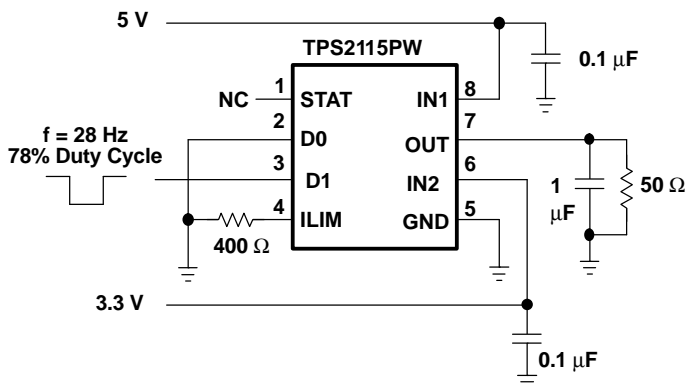 5 V
TPS2115PW
0.1 μF
NC
1 STAT IN1 8
2 D0 OUT 7
3 D1 IN2 6
4 ILIM GND 5
f = 28 Hz
78% Duty Cycle
400 Ω
1
μF
50 Ω
3.3 V
0.1 μF